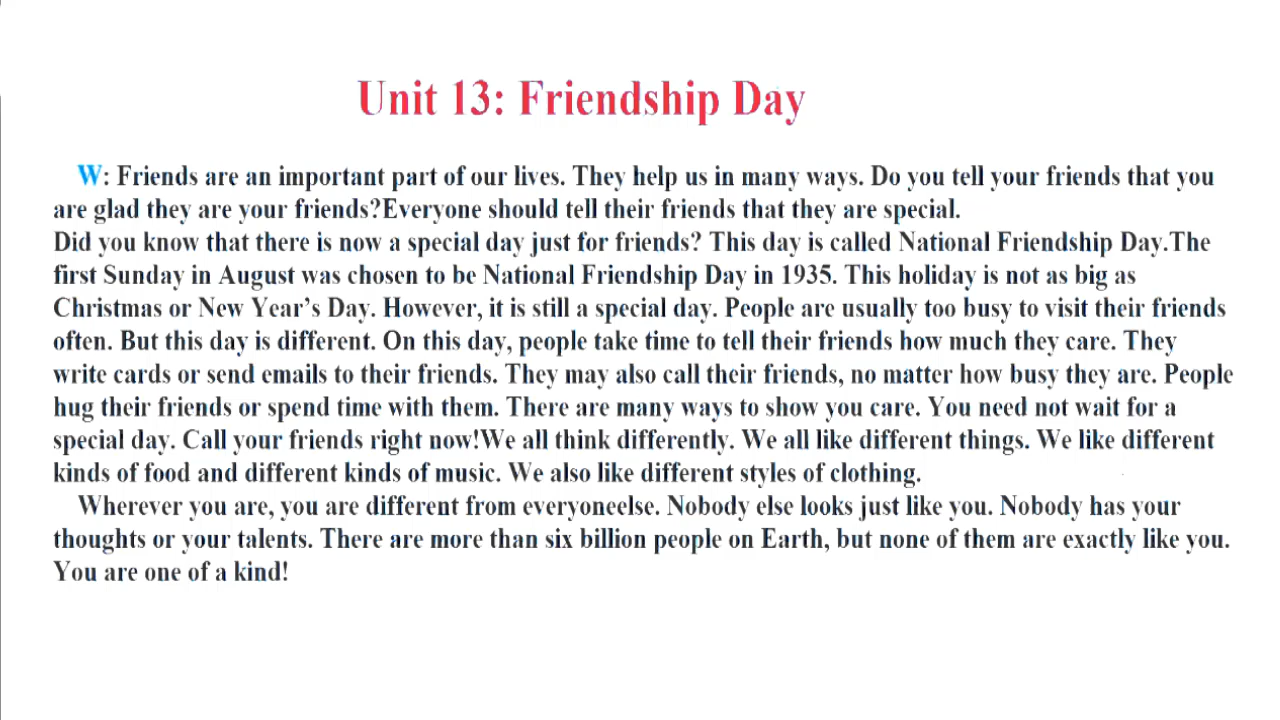 Unit 13: Friendship Day
W: Friends are an important part of our lives. They help us in many ways. Do you tell your friends that you
are glad they are your friends?Everyone should tell their friends that they are special.
Did you know that there is now a special day just for friends? This day is called National Friendship Day.The
first Sunday in August was chosen to be National Friendship Day in 1935. This holiday is not as big as
Christmas or New Year’s Day. However, it is still a special day. People are usually too busy to visit their friends
often. But this day is different. On this day, people take time to tell their friends how much they care. They
write cards or send emails to their friends. They may also call their friends, no matter how busy they are. People
hug their friends or spend time with them. There are many ways to show you care. You need not wait for a
special day. Call your friends right now!We all think differently. We all like different things. We like different
kinds of food and different kinds of music. We also like different styles of clothing.
Wherever you are, you are different from everyoneelse. Nobody else looks just like you. Nobody has your
thoughts or your talents. There are more than six billion people on Earth, but none of them are exactly like you.
You are one of a kind!